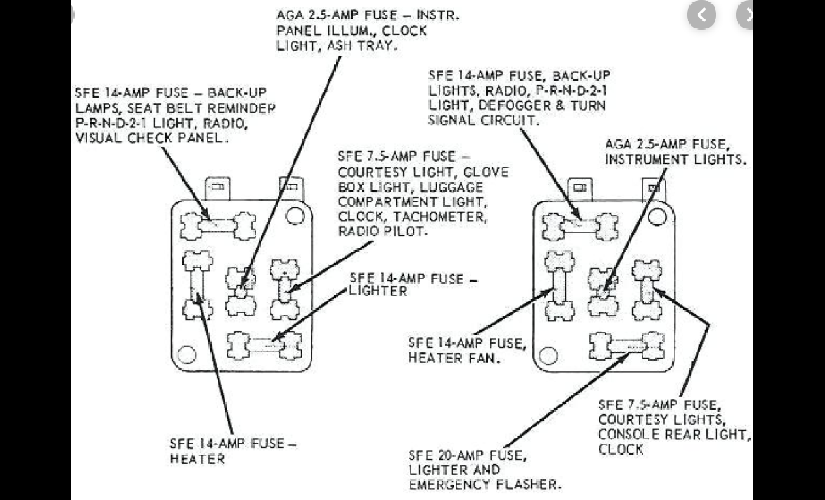 AGA 2.5-AMP FUSE – INSTR.
PANEL ILLUM., CLOCK
LIGHT, ASH TRAY.
SFE 14-AMP FUSE – BACK-UP
LAMPS, SEAT BELT REMINDER
P-R-N-D-2-1 LIGHT, RADIO,
VISUAL CHECK PANEL.
SFE 7.5-AMP FUSE –
COURTESY LIGHT, GLOVE
BOX LIGHT, LUGGAGE
COMPARTMENT LIGHT,
CLOCK, TACHOMETER,
RADIO PILOT.
SFE 14-AMP FUSE –
LIGHTER
SFE 14-AMP FUSE –
HEATER
SFE 14-AMP FUSE, BACK-UP
LIGHTS, RADIO, P-R-N-D-2-1
LIGHT, DEFOGGER & TURN
SIGNAL CIRCUIT.
AGA 2.5-AMP FUSE,
INSTRUMENT LIGHTS.
SFE 14-AMP FUSE,
HEATER FAN.
SFE 7.5-AMP FUSE,
COURTESY LIGHTS,
CONSOLE REAR LIGHT,
CLOCK
SFE 20-AMP FUSE,
LIGHTER AND
EMERGENCY FLASHER.